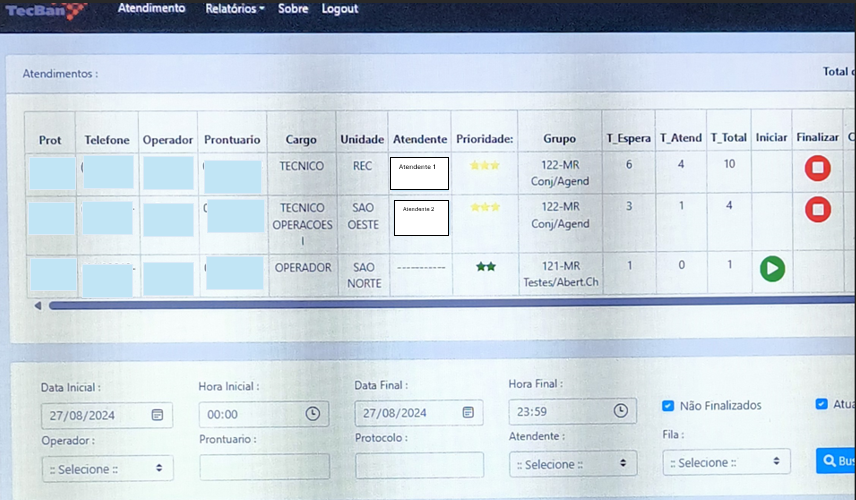 TecBan Atendimento Relatórios Sobre Logout
Atendimentos : Total
Prot Telefone Operador Prontuario Cargo Unidade Atendente Prioridade: Grupo T_Espera T_Atend T_Total Iniciar Finalizar
TECNICO REC Atendente 1 122-MR 6 4 10
Conj/Agend
TECNICO SAO Atendente 2 122-MR 3 1 4
OPERACOES OESTE Conj/Agend
I
OPERADOR SAO ----------- 121-MR 1 0 1
NORTE Testes/Abert.Ch
Data Inicial : Hora Inicial : Data Final : Hora Final :
27/08/2024 00:00 27/08/2024 23:59 Não Finalizados Atua
Operador : Prontuario : Protocolo : Atendente : Fila :
:: Selecione :: :: Selecione :: :: Selecione :: Bus